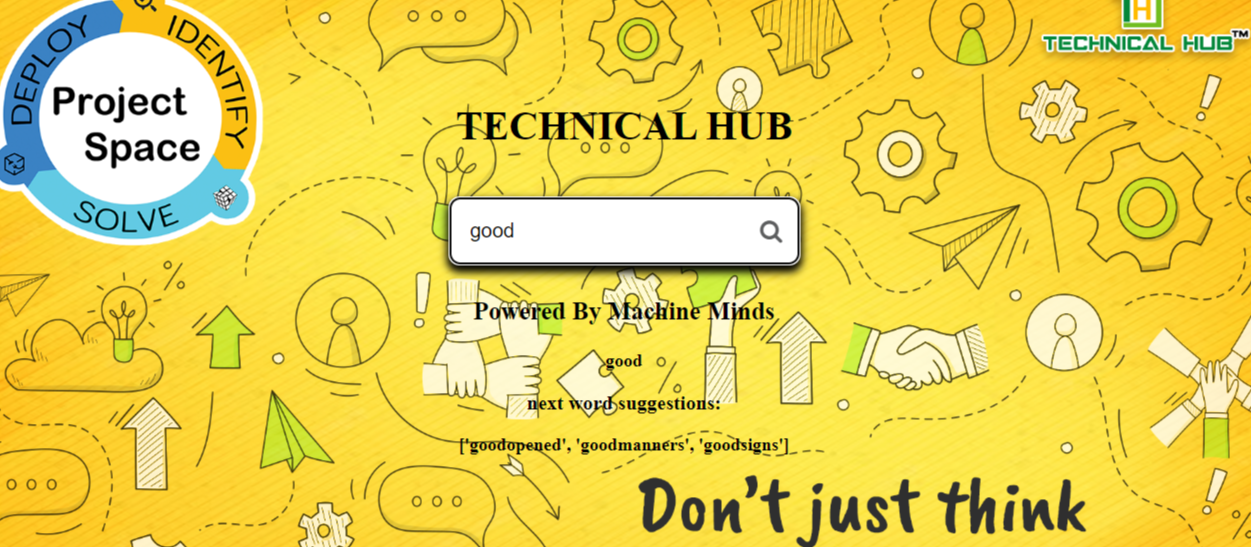 DEPLOY
IDENTIFY
Project
Space
SOLVE
H
TECHNICAL HUB™
TECHNICAL HUB
good
Powered By Machine Minds
good
next word suggestions:
['goodopened', 'goodmanners', 'goodsigns']
Don't just think